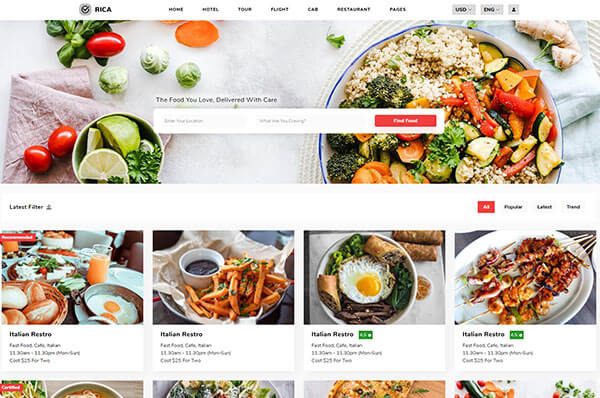 RICA
HOME HOTEL TOUR FLIGHT CAB RESTAURANT PAGES
USD ENG
The Food You Love, Delivered With Care
Enter Your Location What Are You Craving? Find Food
Latest Filter All Popular Latest Trend
Recommended
Italian Restro
Fast Food, Cafe, Italian
11.30am - 11.30pm (Mon-Sun)
Cost $25 For Two
Italian Restro 4.5
Fast Food, Cafe, Italian
11.30am - 11.30pm (Mon-Sun)
Cost $25 For Two
Italian Restro 4.5
Fast Food, Cafe, Italian
11.30am - 11.30pm (Mon-Sun)
Cost $25 For Two
Italian Restro 4.5
Fast Food, Cafe, Italian
11.30am - 11.30pm (Mon-Sun)
Cost $25 For Two
Certified